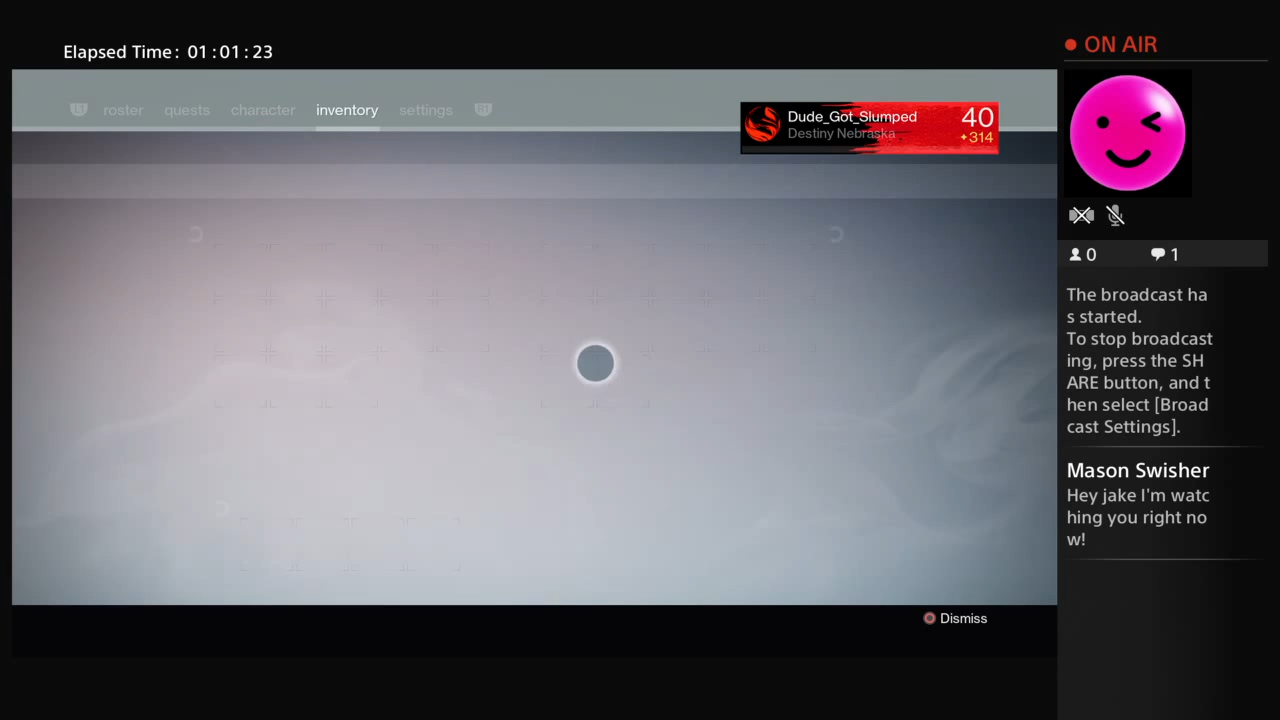 Elapsed Time: 01:01:23
ON AIR
L1 roster quests character inventory settings R1
Dude_Got_Slumped 40
Destiny Nebraska +314
0 1
The broadcast ha
s started.
To stop broadcast
ing, press the SH
ARE button, and t
hen select [Broad
cast Settings].
Mason Swisher
Hey jake I'm watc
hing you right no
w!
Dismiss